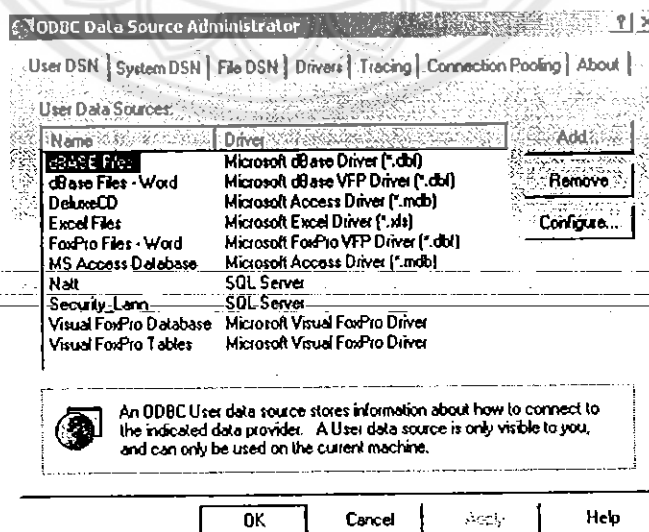 ODBC Data Source Administrator
User DSN System DSN File DSN Drivers Tracing Connection Pooling About
User Data Sources:
Name Driver Add...
dBASE Files Microsoft dBase Driver (*.dbf)
dBase Files - Word Microsoft dBase VFP Driver (*.dbf) Remove
DeluxeCD Microsoft Access Driver (*.mdb)
Excel Files Microsoft Excel Driver (*.xls) Configure...
FoxPro Files - Word Microsoft FoxPro VFP Driver (*.dbf)
MS Access Database Microsoft Access Driver (*.mdb)
Natt SQL Server
Security_Lann SQL Server
Visual FoxPro Database Microsoft Visual FoxPro Driver
Visual FoxPro Tables Microsoft Visual FoxPro Driver
An ODBC User data source stores information about how to connect to
the indicated data provider. A User data source is only visible to you,
and can only be used on the current machine.
OK Cancel Apply Help